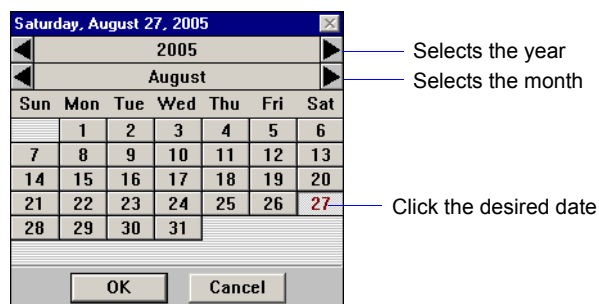 Saturday, August 27, 2005
2005
Selects the year
August
Selects the month
Sun Mon Tue Wed Thu Fri Sat
1 2 3 4 5 6
7 8 9 10 11 12 13
14 15 16 17 18 19 20
21 22 23 24 25 26 27
Click the desired date
28 29 30 31
OK Cancel